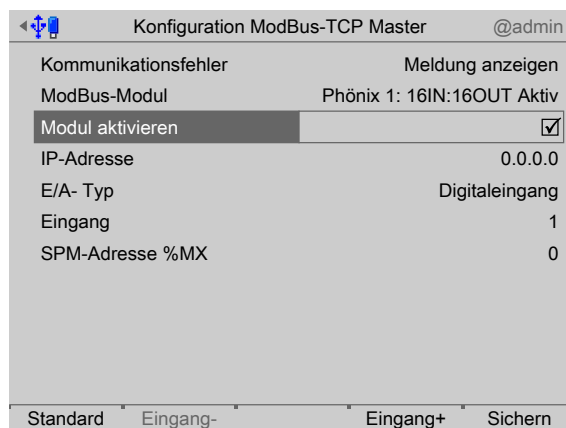 Konfiguration ModBus-TCP Master @admin
Kommunikationsfehler Meldung anzeigen
ModBus-Modul Phönix 1: 16IN:16OUT Aktiv
Modul aktivieren
IP-Adresse 0.0.0.0
E/A- Typ Digitaleingang
Eingang 1
SPM-Adresse %MX 0
Standard Eingang- Eingang+ Sichern